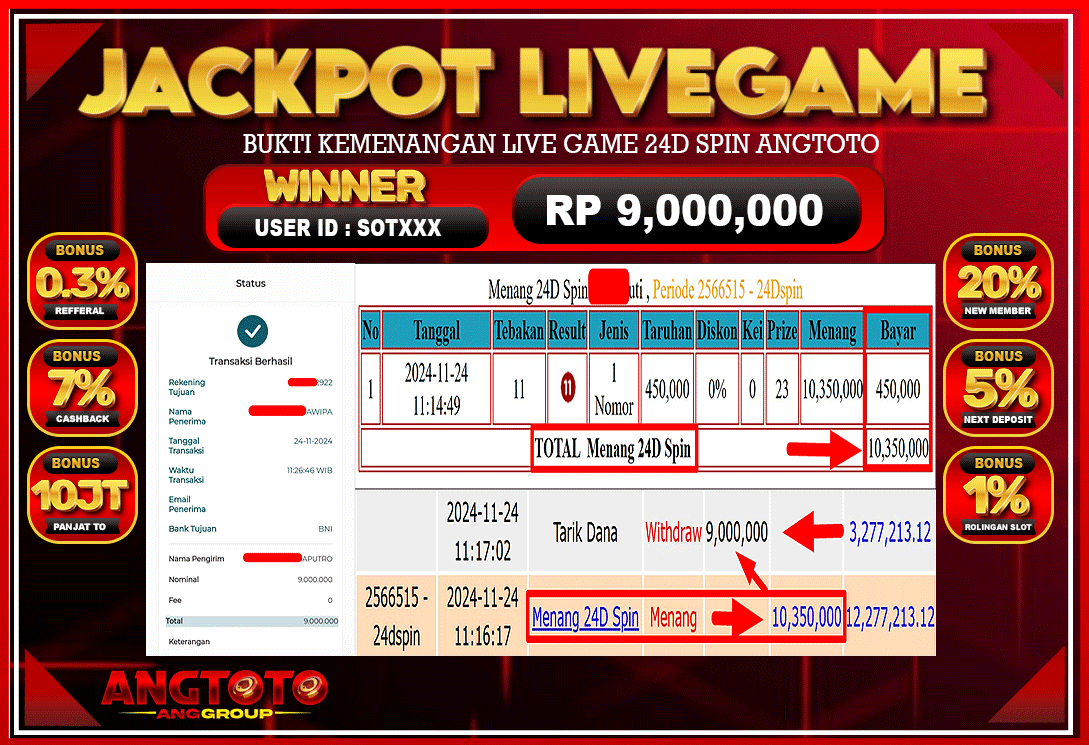 JACKPOT LIVEGAME
BUKTI KEMENANGAN LIVE GAME 24D SPIN ANGTOTO
WINNER
USER ID : SOTXXX
RP 9,000,000
BONUS
0.3%
REFFERAL
BONUS
7%
CASHBACK
BONUS
10JT
PANJAT TO
BONUS
20%
NEW MEMBER
BONUS
5%
NEXT DEPOSIT
BONUS
1%
ROLINGAN SLOT
Status
Transaksi Berhasil
Rekening Tujuan 2922
Nama Penerima AWIPA
Tanggal Transaksi 24-11-2024
Waktu Transaksi 11:26:46 WIB
Email Penerima
Bank Tujuan BNI
Nama Pengirim APUTRO
Nominal 9.000.000
Fee 0
Total 9.000.000
Keterangan
Menang 24D Spin uti , Periode 2566515 - 24Dspin
No Tanggal Tebakan Result Jenis Taruhan Diskon Kei Prize Menang Bayar
1 2024-11-24 11:14:49 11 11 1 Nomor 450,000 0% 0 23 10,350,000 450,000
TOTAL Menang 24D Spin 10,350,000
2024-11-24 11:17:02 Tarik Dana Withdraw 9,000,000 3,277,213.12
2566515 - 24dspin 2024-11-24 11:16:17 Menang 24D Spin Menang 10,350,000 12,277,213.12
ANGTOTO
ANGGROUP